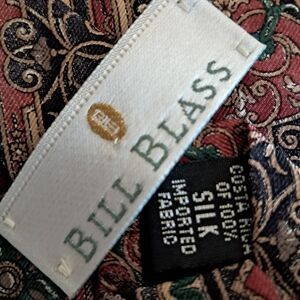 BILL BLASS
COSTA RICA
OF 100%
SILK
IMPORTED
FABRIC